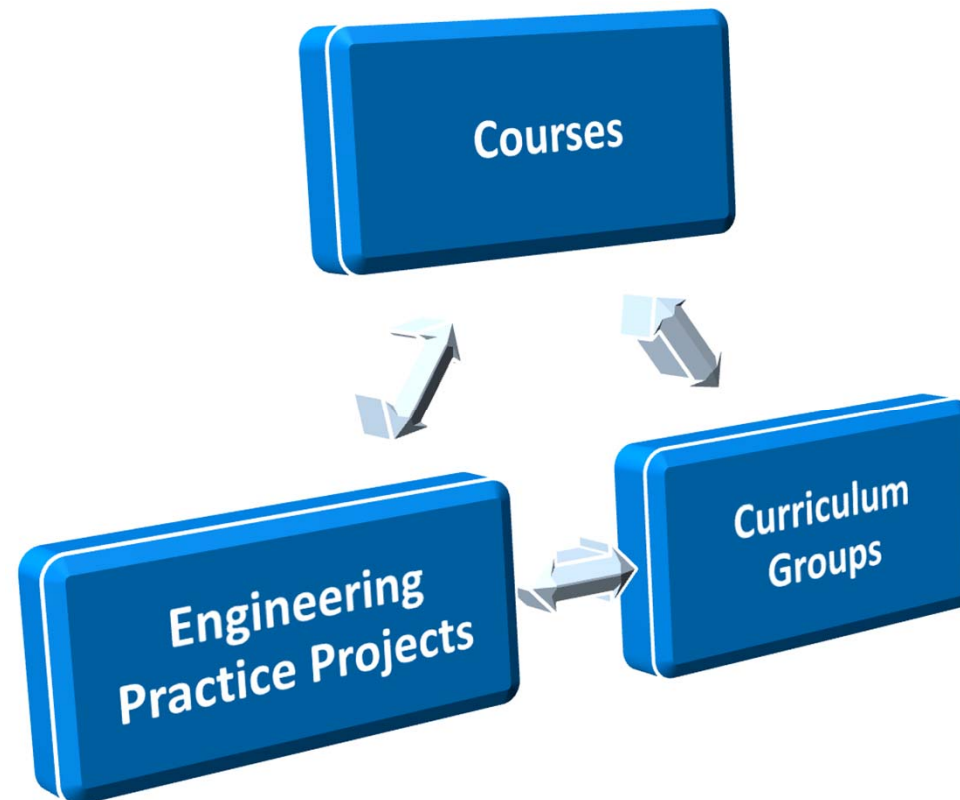 Courses
Engineering
Practice Projects
Curriculum
Groups